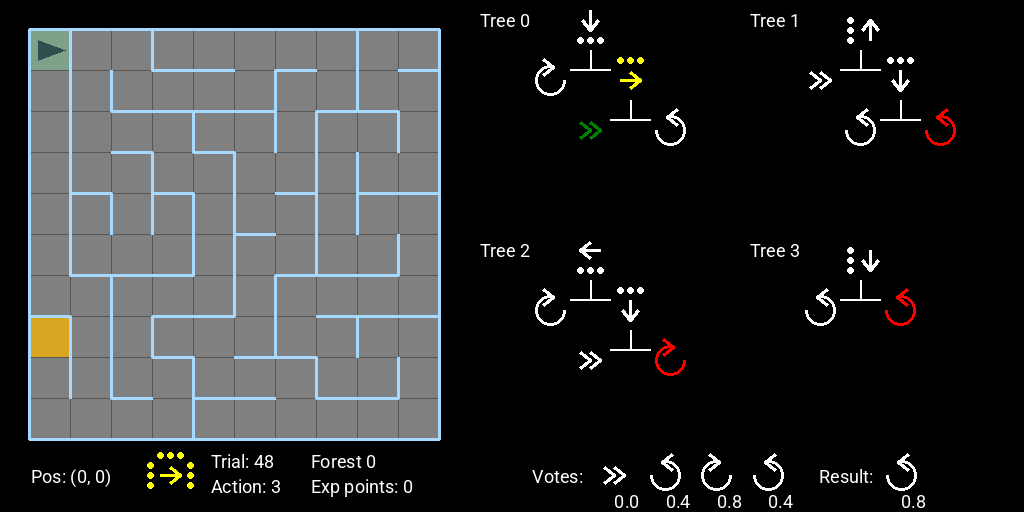 Tree 0
Tree 1
Tree 2
Tree 3
Pos: (0, 0)
Trial: 48
Forest 0
Action: 3
Exp points: 0
Votes:
0.0
0.4
0.8
0.4
Result:
0.8